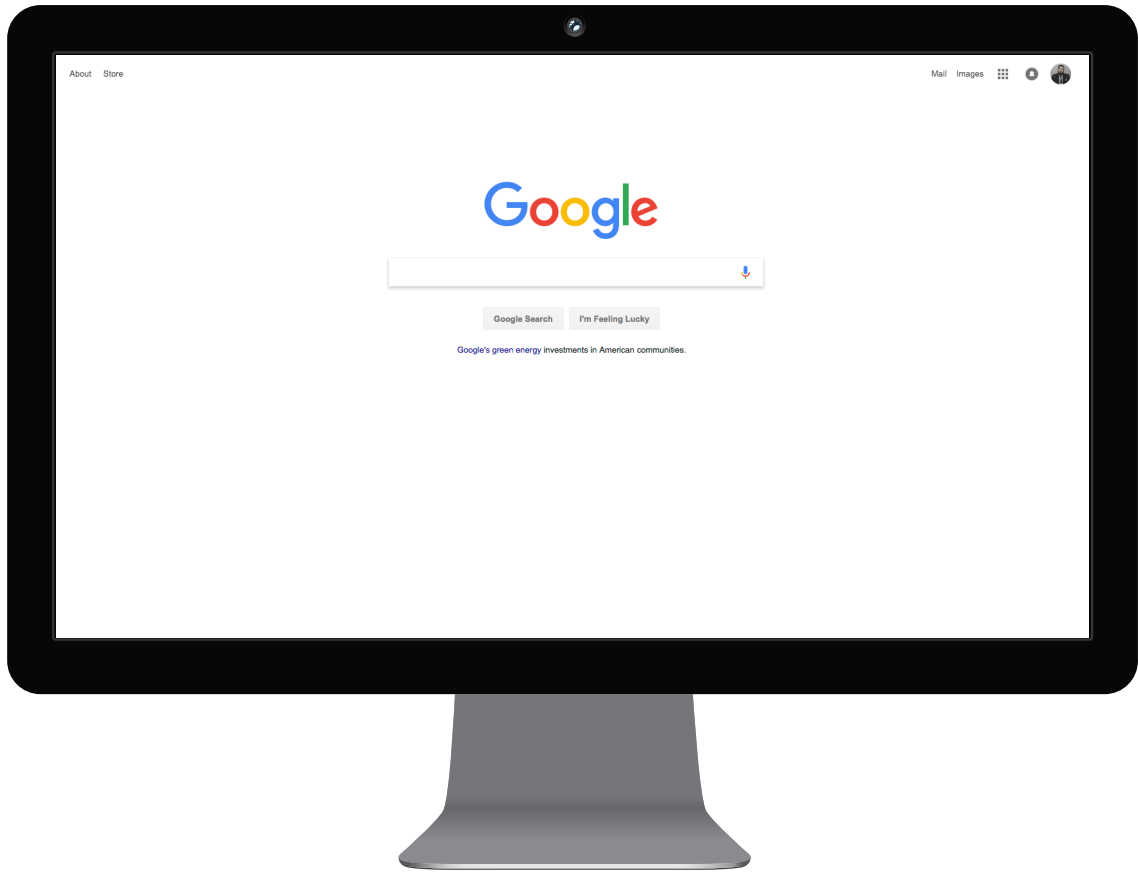 About Store
Mail Images
Google
Google Search I'm Feeling Lucky
Google's green energy investments in American communities.